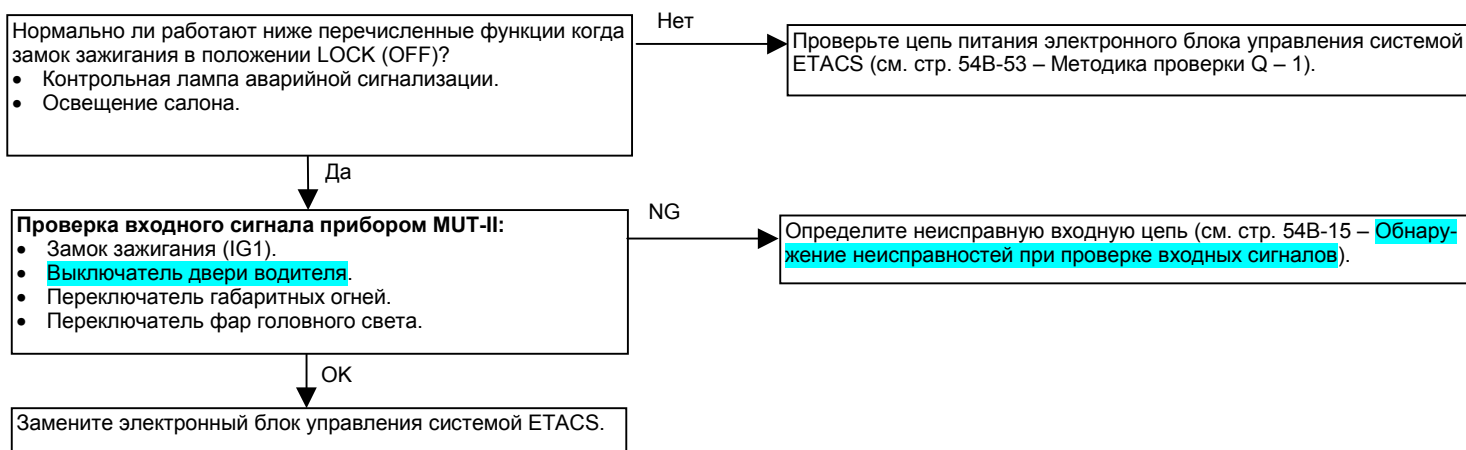 Нормально ли работают ниже перечисленные функции когда
замок зажигания в положении LOCK (OFF)?
• Контрольная лампа аварийной сигнализации.
• Освещение салона.
Нет
Проверьте цепь питания электронного блока управления системой
ETACS (см. стр. 54B-53 – Методика проверки Q – 1).
Да
Проверка входного сигнала прибором MUT-II:
• Замок зажигания (IG1).
• Выключатель двери водителя.
• Переключатель габаритных огней.
• Переключатель фар головного света.
NG
Определите неисправную входную цепь (см. стр. 54B-15 – Обнару-
жение неисправностей при проверке входных сигналов).
OK
Замените электронный блок управления системой ETACS.